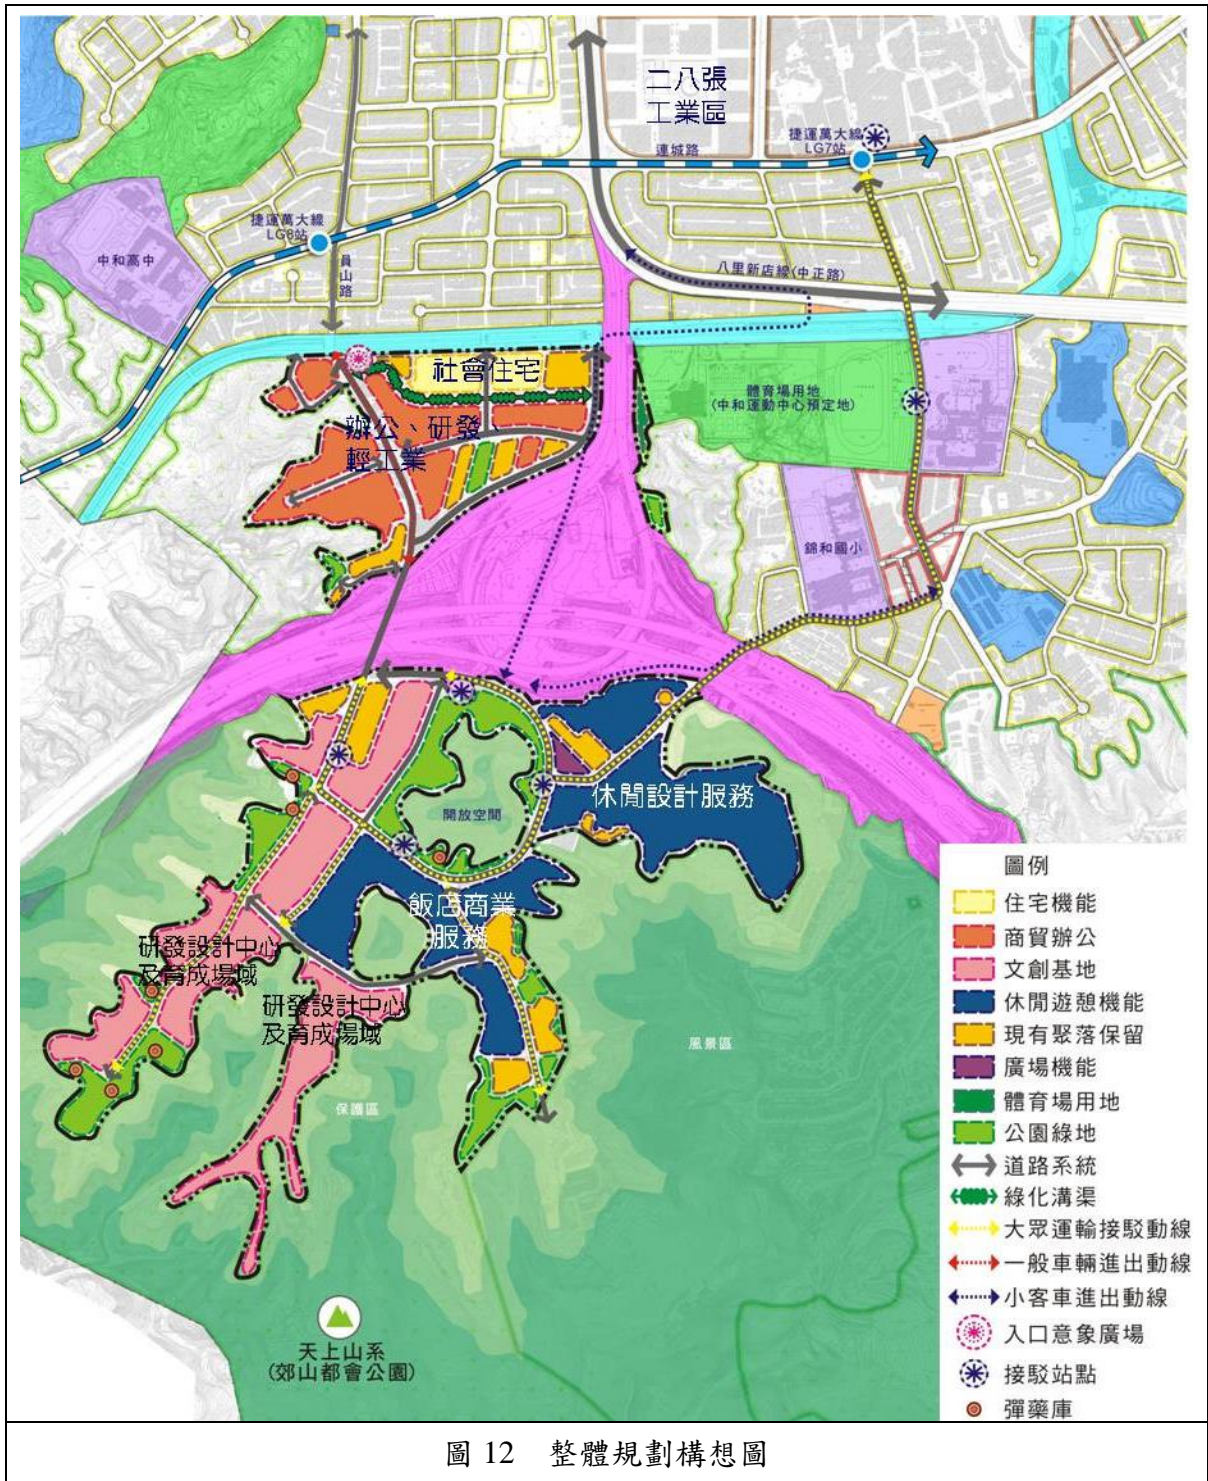 二八張
工業區
捷運萬大線
LG7站
連城路
捷運萬大線
LG8站
中和高中
員山路
八里新店線(中正路)
社會住宅
體育場用地
(中和運動中心預定地)
辦公、研發、
輕工業
錦和國小
休閒設計服務
開放空間
飯店商業
服務
研發設計中心
及育成場域
研發設計中心
及育成場域
風景區
保護區
天上山系
(郊山都會公園)
圖例
住宅機能
商貿辦公
文創基地
休閒遊憩機能
現有聚落保留
廣場機能
體育場用地
公園綠地
道路系統
綠化溝渠
大眾運輸接駁動線
一般車輛進出動線
小客車進出動線
入口意象廣場
接駁站點
彈藥庫
圖 12 整體規劃構想圖